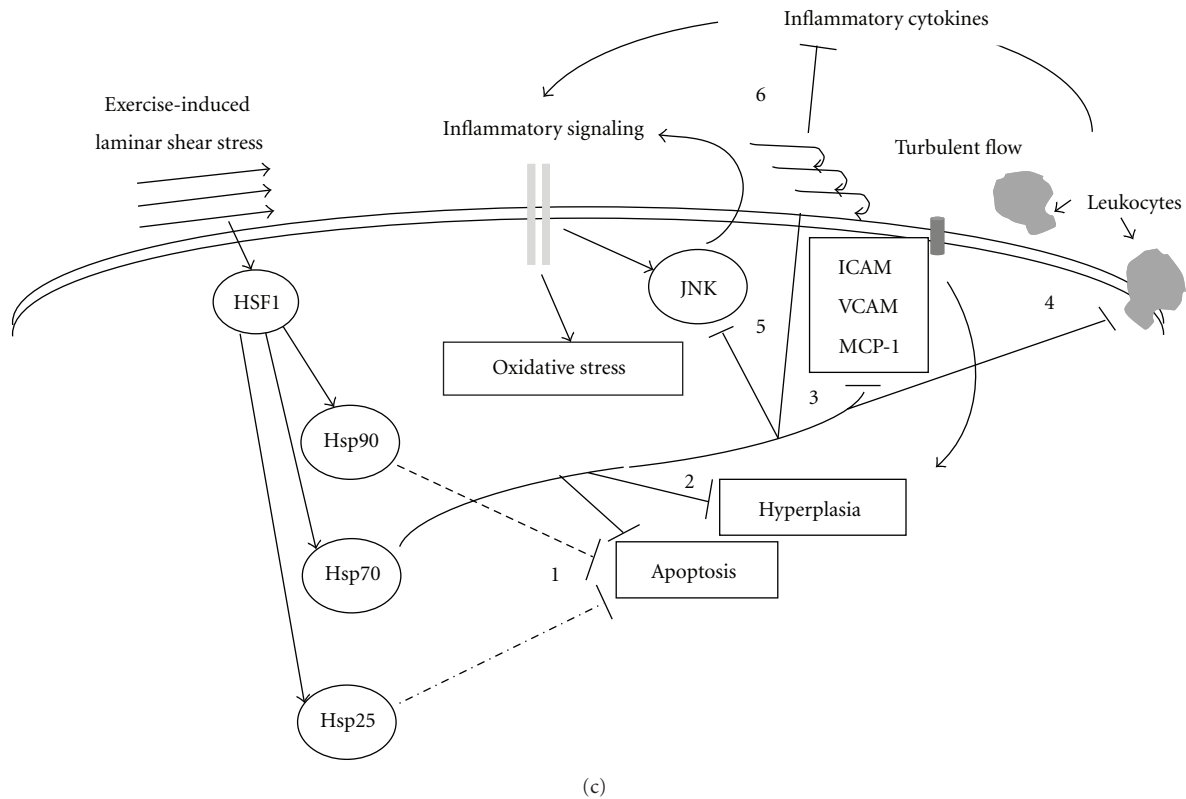 Inflammatory cytokines
Exercise-induced
laminar shear stress
6
Inflammatory signaling
Turbulent flow
Leukocytes
HSF1
JNK
ICAM
VCAM
MCP-1
5
4
Oxidative stress
3
Hsp90
2
Hyperplasia
Hsp70
1
Apoptosis
Hsp25
(c)